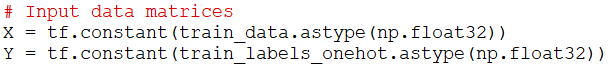 # Input data matrices
X = tf.constant(train_data.astype(np.float32))
Y = tf.constant(train_labels_onehot.astype(np.float32))